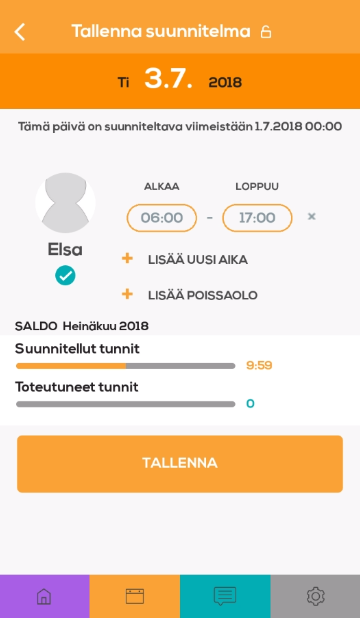 Tallenna suunnitelma
Ti 3.7. 2018
Tämä päivä on suunniteltava viimeistään 1.7.2018 00:00
ALKAA LOPPUU
06:00 - 17:00 ×
Elsa
+ LISÄÄ UUSI AIKA
+ LISÄÄ POISSAOLO
SALDO Heinäkuu 2018
Suunnitellut tunnit
9:59
Toteutuneet tunnit
0
TALLENNA